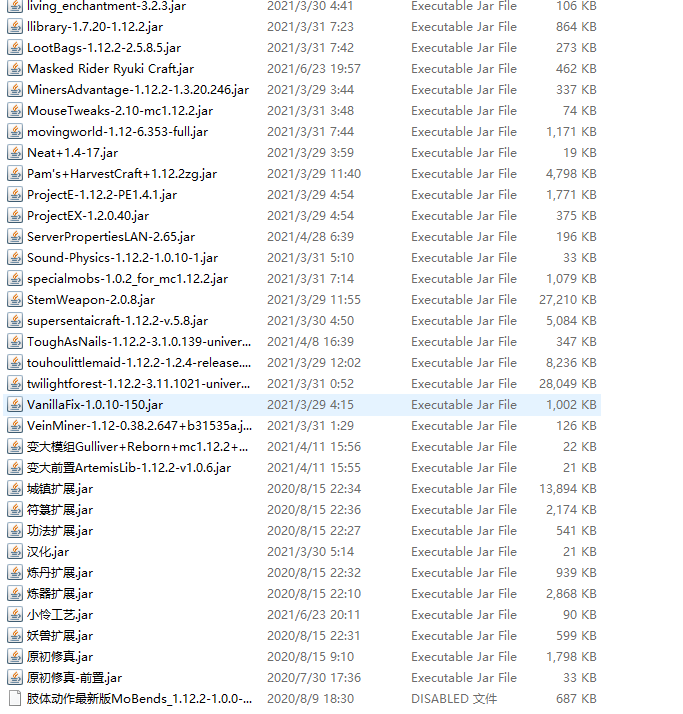 living_enchantment-3.2.3.jar 2021/3/30 4:41 Executable Jar File 106 KB
llibrary-1.7.20-1.12.2.jar 2021/3/31 7:23 Executable Jar File 864 KB
LootBags-1.12.2-2.5.8.5.jar 2021/3/31 7:42 Executable Jar File 273 KB
Masked Rider Ryuki Craft.jar 2021/6/23 19:57 Executable Jar File 462 KB
MinersAdvantage-1.12.2-1.3.20.246.jar 2021/3/29 3:44 Executable Jar File 337 KB
MouseTweaks-2.10-mc1.12.2.jar 2021/3/31 3:48 Executable Jar File 74 KB
movingworld-1.12-6.353-full.jar 2021/3/31 7:44 Executable Jar File 1,171 KB
Neat+1.4-17.jar 2021/3/29 3:59 Executable Jar File 19 KB
Pam's+HarvestCraft+1.12.2zg.jar 2021/3/29 11:40 Executable Jar File 4,798 KB
ProjectE-1.12.2-PE1.4.1.jar 2021/3/29 4:54 Executable Jar File 1,771 KB
ProjectEX-1.2.0.40.jar 2021/3/29 4:54 Executable Jar File 375 KB
ServerPropertiesLAN-2.65.jar 2021/4/28 6:39 Executable Jar File 196 KB
Sound-Physics-1.12.2-1.0.10-1.jar 2021/3/31 5:10 Executable Jar File 33 KB
specialmobs-1.0.2_for_mc1.12.2.jar 2021/3/31 7:14 Executable Jar File 1,079 KB
StemWeapon-2.0.8.jar 2021/3/29 11:55 Executable Jar File 27,210 KB
supersentaicraft-1.12.2-v.5.8.jar 2021/3/30 4:50 Executable Jar File 5,084 KB
ToughAsNails-1.12.2-3.1.0.139-univer... 2021/4/8 16:39 Executable Jar File 347 KB
touhoulittlemaid-1.12.2-1.2.4-release.... 2021/3/29 12:02 Executable Jar File 8,236 KB
twilightforest-1.12.2-3.11.1021-univer... 2021/3/31 0:52 Executable Jar File 28,049 KB
VanillaFix-1.0.10-150.jar 2021/3/29 4:15 Executable Jar File 1,002 KB
VeinMiner-1.12-0.38.2.647+b31535a.j... 2021/3/31 1:29 Executable Jar File 126 KB
变大模组Gulliver+Reborn+mc1.12.2+... 2021/4/11 15:56 Executable Jar File 22 KB
变大前置ArtemisLib-1.12.2-v1.0.6.jar 2021/4/11 15:55 Executable Jar File 21 KB
城镇扩展.jar 2020/8/15 22:34 Executable Jar File 13,894 KB
符箓扩展.jar 2020/8/15 22:36 Executable Jar File 2,174 KB
功法扩展.jar 2020/8/15 22:27 Executable Jar File 541 KB
汉化.jar 2021/3/30 5:14 Executable Jar File 21 KB
炼丹扩展.jar 2020/8/15 22:32 Executable Jar File 939 KB
炼器扩展.jar 2020/8/15 22:10 Executable Jar File 2,868 KB
小怜工艺.jar 2021/6/23 20:11 Executable Jar File 90 KB
妖兽扩展.jar 2020/8/15 22:31 Executable Jar File 599 KB
原初修真.jar 2020/8/15 9:10 Executable Jar File 1,798 KB
原初修真-前置.jar 2020/7/30 17:36 Executable Jar File 33 KB
肢体动作最新版MoBends_1.12.2-1.0.0-... 2020/8/9 18:30 DISABLED 文件 687 KB